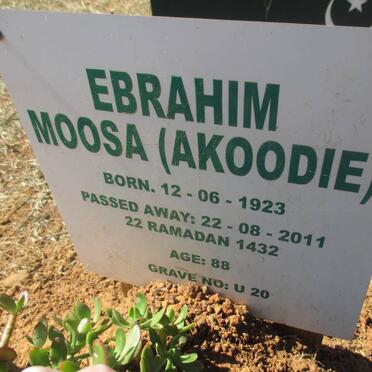 EBRAHIM
MOOSA (AKOODIE)
BORN. 12 - 06 - 1923
PASSED AWAY: 22 - 08 - 2011
22 RAMADAN 1432
AGE: 88
GRAVE NO: U 20